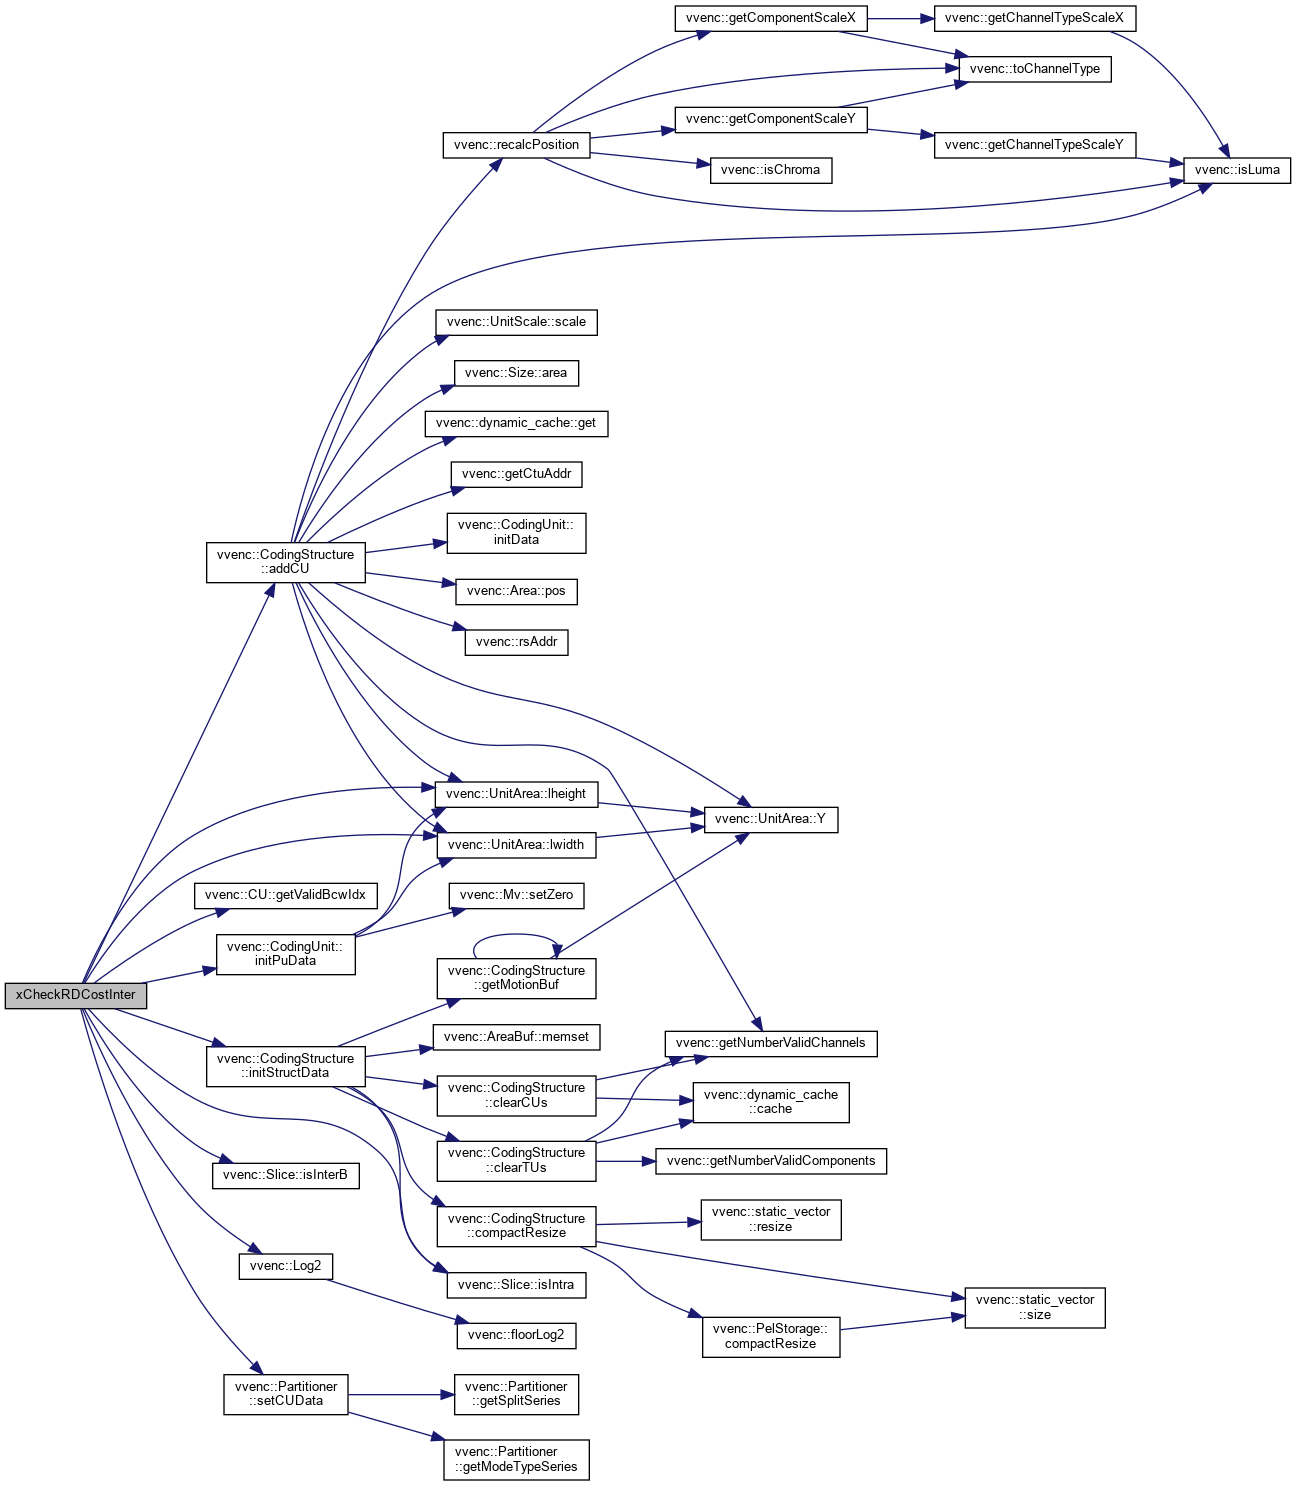 vvenc::getComponentScaleX
vvenc::getChannelTypeScaleX
vvenc::toChannelType
vvenc::getComponentScaleY
vvenc::recalcPosition
vvenc::getChannelTypeScaleY
vvenc::isChroma
vvenc::isLuma
vvenc::UnitScale::scale
vvenc::Size::area
vvenc::dynamic_cache::get
vvenc::getCtuAddr
vvenc::CodingUnit::
initData
vvenc::CodingStructure
::addCU
vvenc::Area::pos
vvenc::rsAddr
vvenc::UnitArea::lheight
vvenc::UnitArea::Y
vvenc::UnitArea::lwidth
vvenc::CU::getValidBcwIdx
vvenc::Mv::setZero
vvenc::CodingUnit::
initPuData
vvenc::CodingStructure
::getMotionBuf
xCheckRDCostInter
vvenc::AreaBuf::memset
vvenc::getNumberValidChannels
vvenc::CodingStructure
::initStructData
vvenc::CodingStructure
::clearCUs
vvenc::dynamic_cache
::cache
vvenc::CodingStructure
::clearTUs
vvenc::getNumberValidComponents
vvenc::Slice::isInterB
vvenc::CodingStructure
::compactResize
vvenc::static_vector
::resize
vvenc::Log2
vvenc::Slice::isIntra
vvenc::static_vector
::size
vvenc::floorLog2
vvenc::PelStorage::
compactResize
vvenc::Partitioner
::setCUData
vvenc::Partitioner
::getSplitSeries
vvenc::Partitioner
::getModeTypeSeries